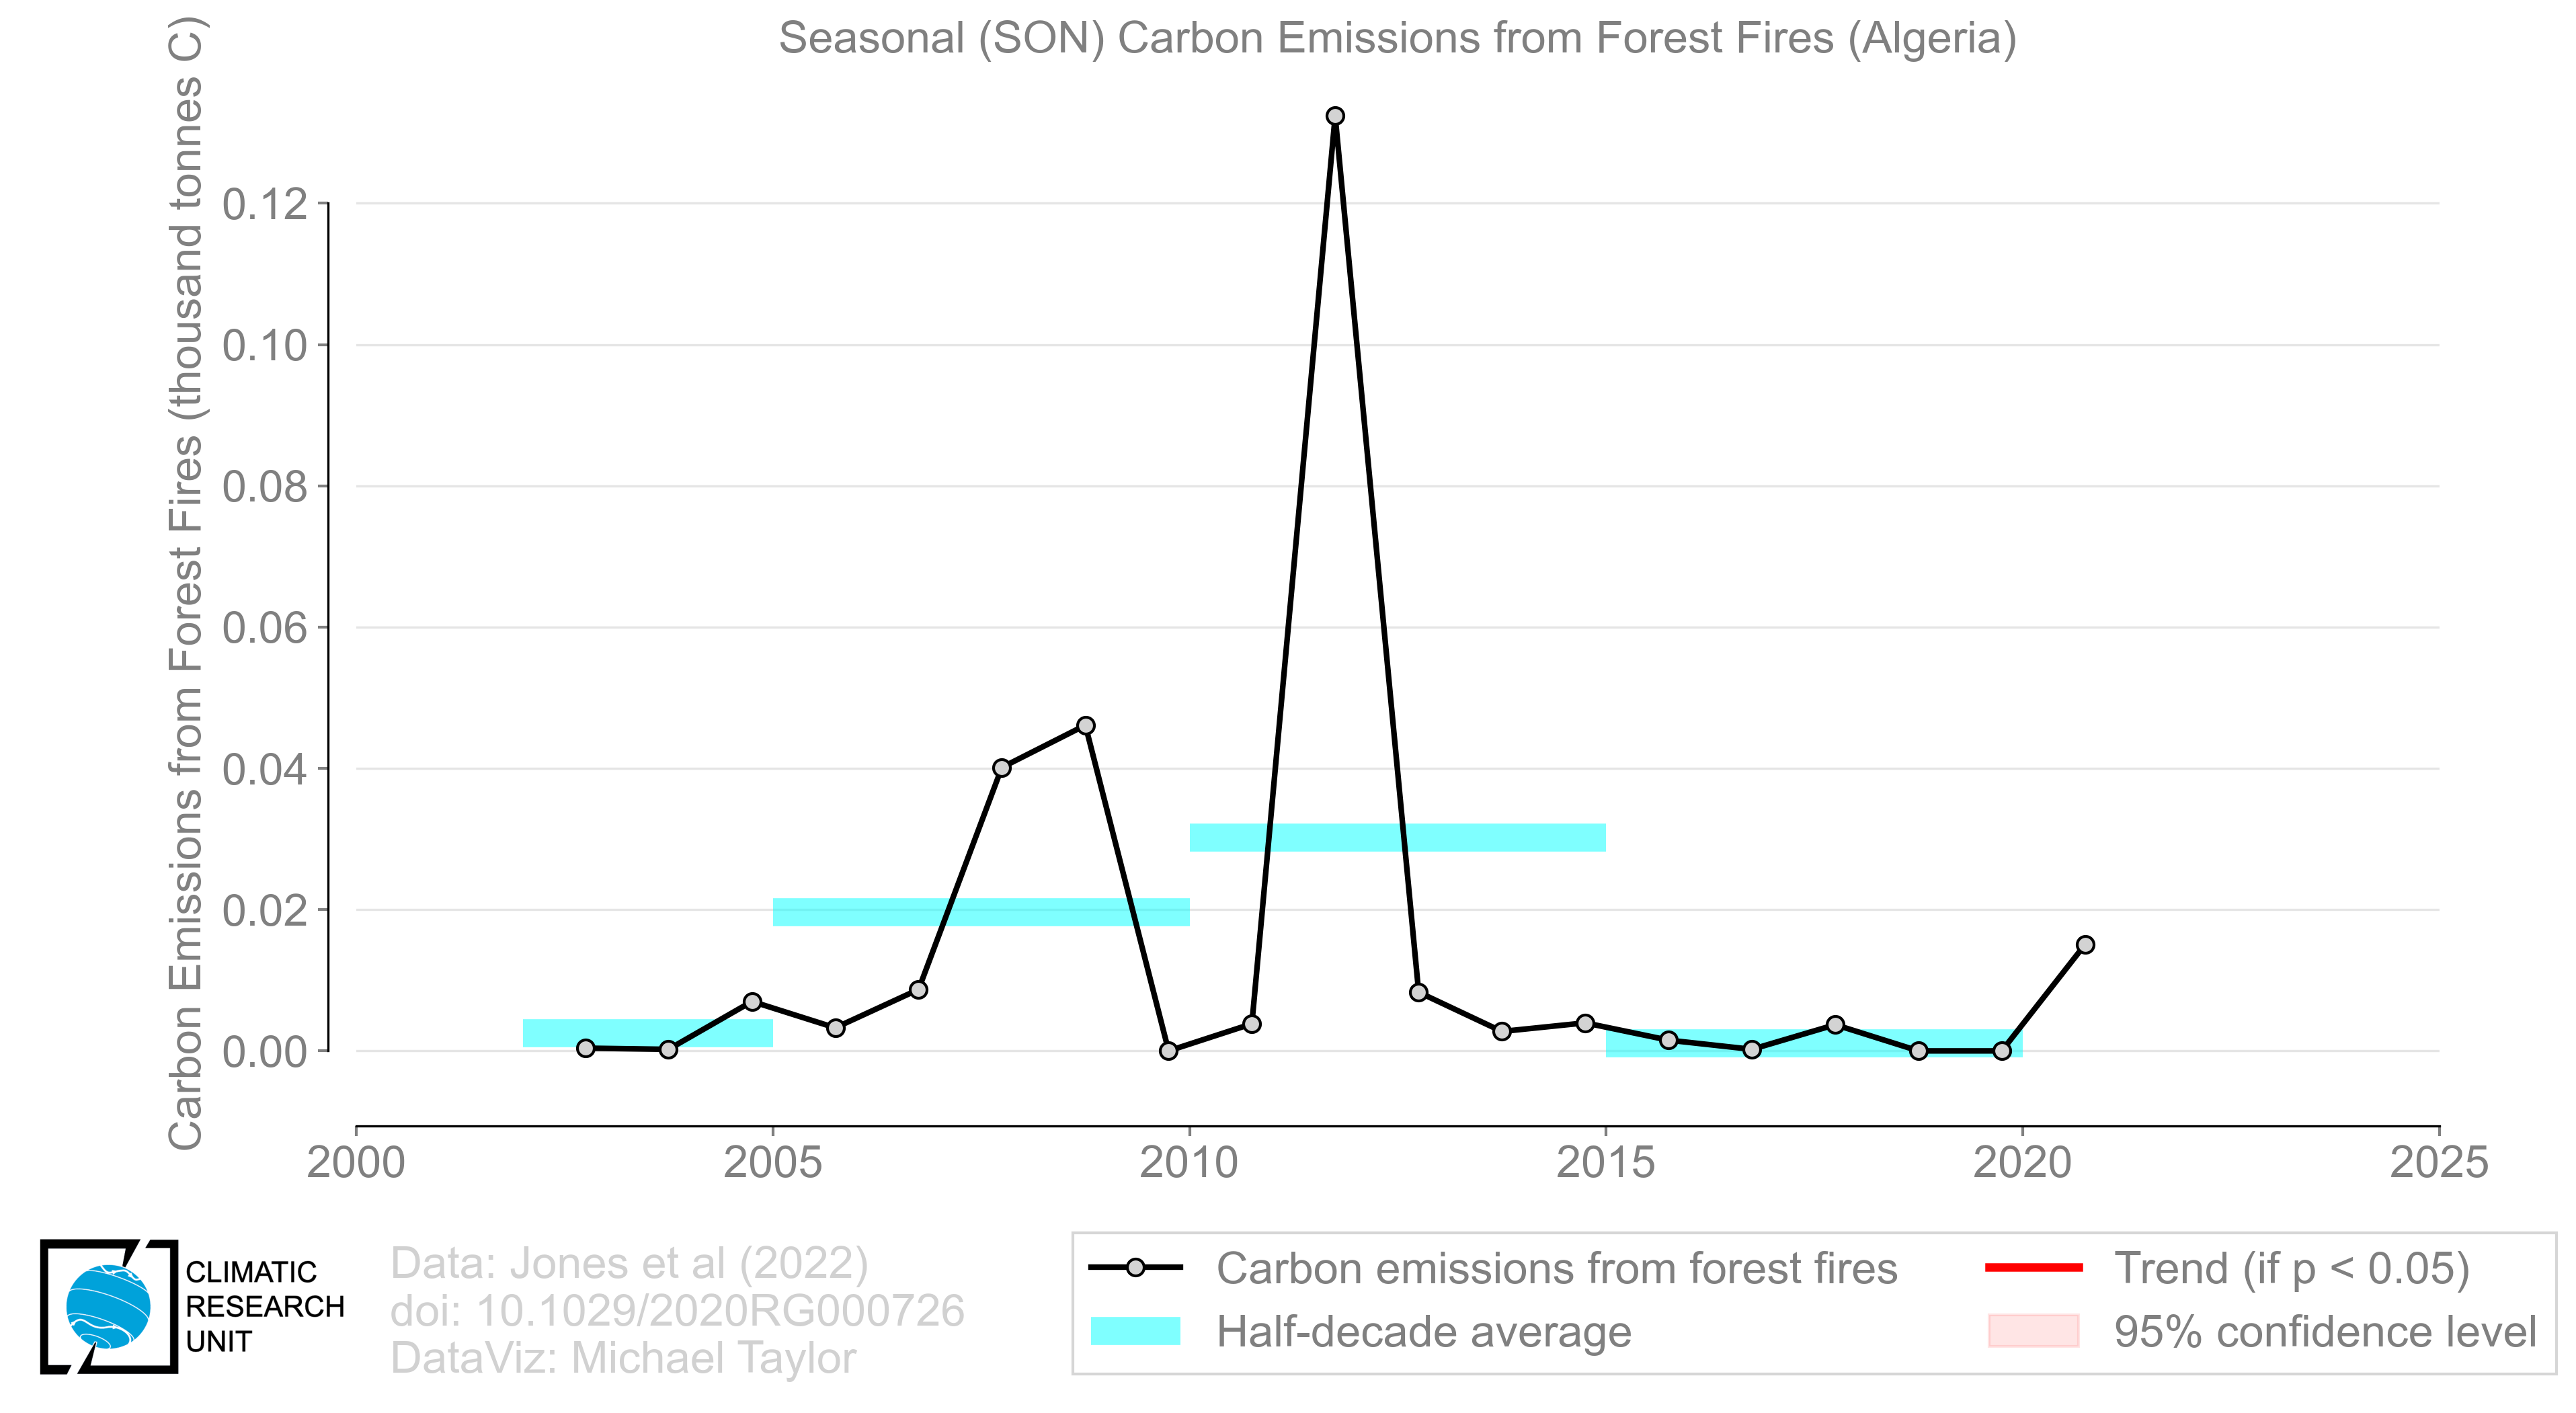 Seasonal (SON) Carbon Emissions from Forest Fires (Algeria)
Carbon Emissions from Forest Fires (thousand tonnes C)
0.12
0.10
0.08
0.06
0.04
0.02
0.00
2000 2005 2010 2015 2020 2025
CLIMATIC
RESEARCH
UNIT
Data: Jones et al (2022)
doi: 10.1029/2020RG000726
DataViz: Michael Taylor
Carbon emissions from forest fires
Half-decade average
Trend (if p < 0.05)
95% confidence level